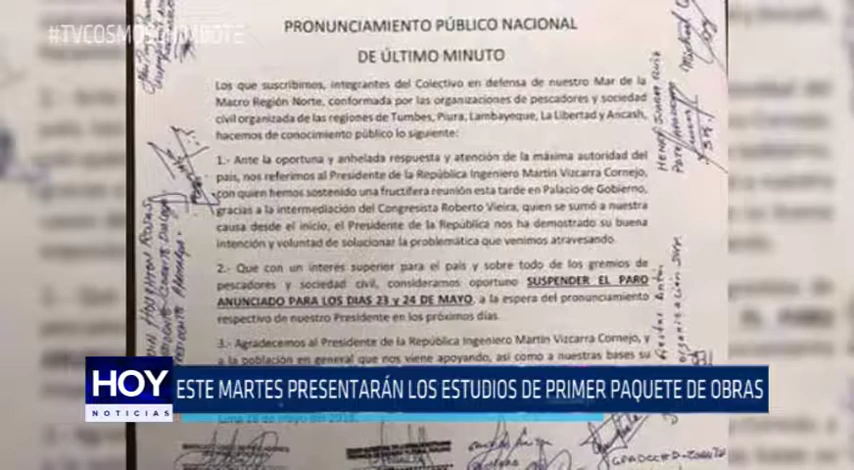 #TVCOSMOSCHIMBOTE
PRONUNCIAMIENTO PÚBLICO NACIONAL
DE ÚLTIMO MINUTO
Los que suscribimos, integrantes del Colectivo en defensa de nuestro Mar de la
Macro Región Norte, conformada por las organizaciones de pescadores y sociedad
civil organizada de las regiones de Tumbes, Piura, Lambayeque, La Libertad y Ancash,
hacemos de conocimiento público lo siguiente:
1.- Ante la oportuna y anhelada respuesta y atención de la máxima autoridad del
país, nos referimos al Presidente de la República Ingeniero Martin Vizcarra Cornejo,
con quien hemos sostenido una fructífera reunión esta tarde en Palacio de Gobierno,
gracias a la intermediación del Congresista Roberto Vieira, quien se sumo a nuestra
causa desde el inicio, el Presidente de la República nos ha demostrado su buena
intención y voluntad de solucionar la problemática que venimos atravesando.
2.- Que con un interés superior para el país y sobre todo de los gremios de
pescadores y sociedad civil, consideramos oportuno SUSPENDER EL PARO
ANUNCIADO PARA LOS DIAS 23 y 24 DE MAYO, a la espera del pronunciamiento
respectivo de nuestro Presidente en los próximos días.
3.- Agradecemos al Presidente de la República Ingeniero Martin Vizcarra Cornejo, y
a la población en general que nos viene apoyando, así como a nuestras bases su
HOY
NOTICIAS
ESTE MARTES PRESENTARÁN LOS ESTUDIOS DE PRIMER PAQUETE DE OBRAS